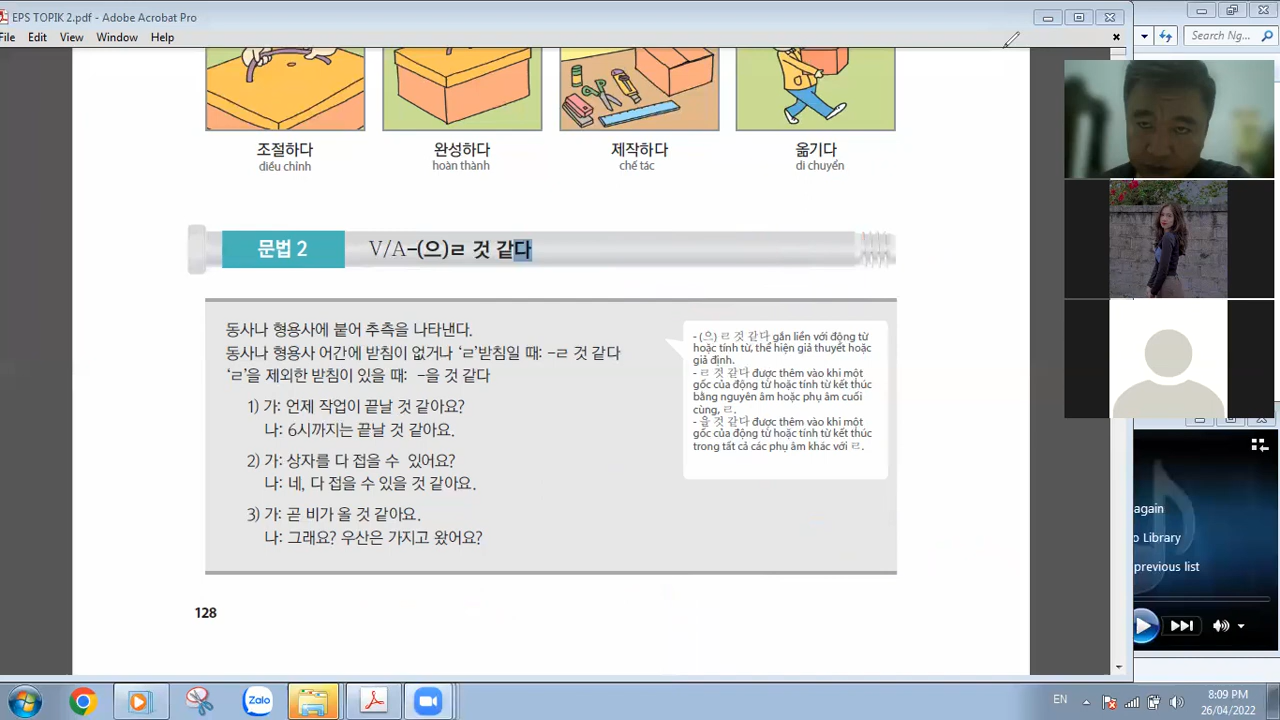 EPS TOPIK 2.pdf - Adobe Acrobat Pro
File Edit View Window Help
Search Ng...
조절하다 완성하다 제작하다 옮기다
điều chỉnh hoàn thành chế tác di chuyển
문법 2 V/A-(으)ㄹ 것 같다
동사나 형용사에 붙어 추측을 나타낸다.
동사나 형용사 어간에 받침이 없거나 ‘ㄹ’받침일 때: -ㄹ 것 같다
‘ㄹ’을 제외한 받침이 있을 때: -을 것 같다
1) 가: 언제 작업이 끝날 것 같아요?
나: 6시까지는 끝날 것 같아요.
2) 가: 상자를 다 접을 수 있어요?
나: 네, 다 접을 수 있을 것 같아요.
3) 가: 곧 비가 올 것 같아요.
나: 그래요? 우산은 가지고 왔어요?
- (으) ㄹ 것 같다 gắn liền với động từ
hoặc tính từ, thể hiện giả thuyết hoặc
giả định.
- ㄹ 것 같다 được thêm vào khi một
gốc của động từ hoặc tính từ kết thúc
bằng nguyên âm hoặc phụ âm cuối
cùng, ㄹ.
- 을 것 같다 được thêm vào khi một
gốc của động từ hoặc tính từ kết thúc
trong tất cả các phụ âm khác với ㄹ.
128
again
Library
previous list
Zalo
EN
8:09 PM
26/04/2022